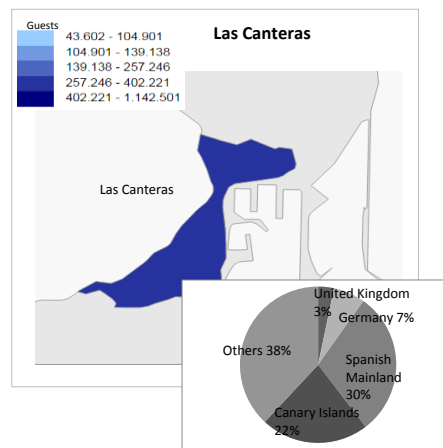 Guests
43.602 - 104.901
104.901 - 139.138
139.138 - 257.246
257.246 - 402.221
402.221 - 1.142.501
Las Canteras
Las Canteras
United Kingdom
3%
Germany 7%
Spanish
Mainland
30%
Canary Islands
22%
Others 38%